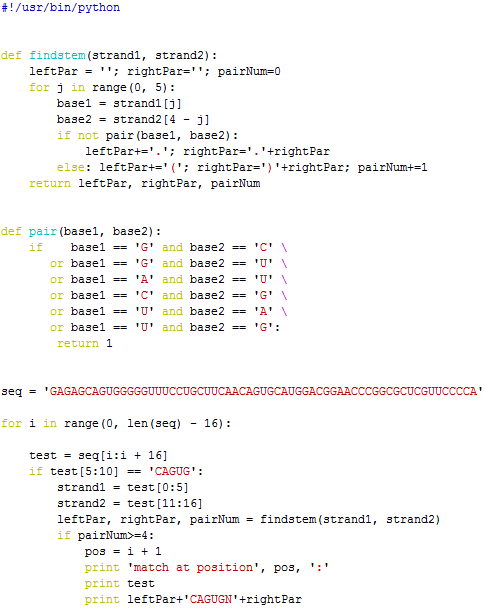 #!/usr/bin/python
def findstem(strand1, strand2):
    leftPar = ''; rightPar=''; pairNum=0
    for j in range(0, 5):
        base1 = strand1[j]
        base2 = strand2[4 - j]
        if not pair(base1, base2):
            leftPar+='.'; rightPar='.'+rightPar
        else: leftPar+='('; rightPar=')'+rightPar; pairNum+=1
    return leftPar, rightPar, pairNum
def pair(base1, base2):
    if    base1 == 'G' and base2 == 'C' \
       or base1 == 'G' and base2 == 'U' \
       or base1 == 'A' and base2 == 'U' \
       or base1 == 'C' and base2 == 'G' \
       or base1 == 'U' and base2 == 'A' \
       or base1 == 'U' and base2 == 'G':
        return 1
seq = 'GAGAGCAGUGGGGGUUUCCUGCUUCAACAGUGCAUGGACGGAACCCGGCGCUCGUUCCCCA'
for i in range(0, len(seq) - 16):
    test = seq[i:i + 16]
    if test[5:10] == 'CAGUG':
        strand1 = test[0:5]
        strand2 = test[11:16]
        leftPar, rightPar, pairNum = findstem(strand1, strand2)
        if pairNum>=4:
            pos = i + 1
            print 'match at position', pos, ':'
            print test
            print leftPar+'CAGUGN'+rightPar